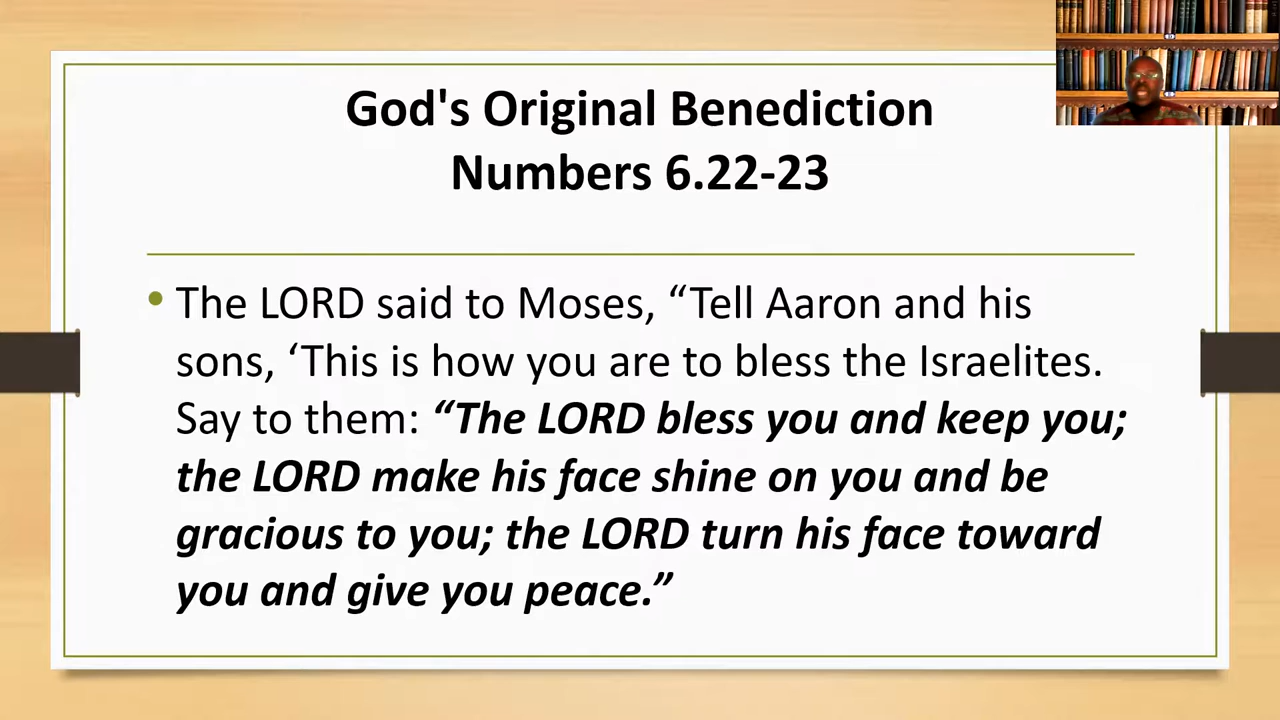 God's Original Benediction
Numbers 6.22-23
• The LORD said to Moses, “Tell Aaron and his
sons, ‘This is how you are to bless the Israelites.
Say to them: “The LORD bless you and keep you;
the LORD make his face shine on you and be
gracious to you; the LORD turn his face toward
you and give you peace.”